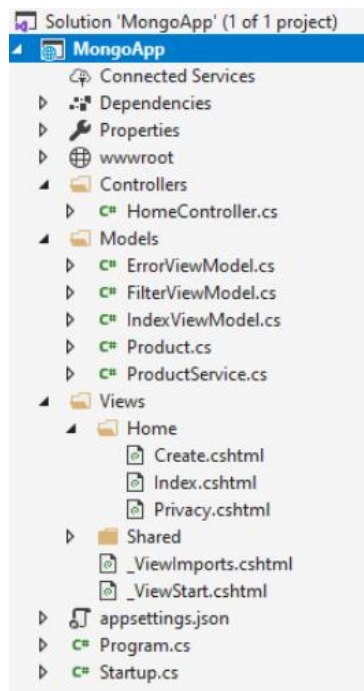 Solution 'MongoApp' (1 of 1 project)
MongoApp
Connected Services
Dependencies
Properties
wwwroot
Controllers
C# HomeController.cs
Models
C# ErrorViewModel.cs
C# FilterViewModel.cs
C# IndexViewModel.cs
C# Product.cs
C# ProductService.cs
Views
Home
Create.cshtml
Index.cshtml
Privacy.cshtml
Shared
_ViewImports.cshtml
_ViewStart.cshtml
appsettings.json
C# Program.cs
C# Startup.cs